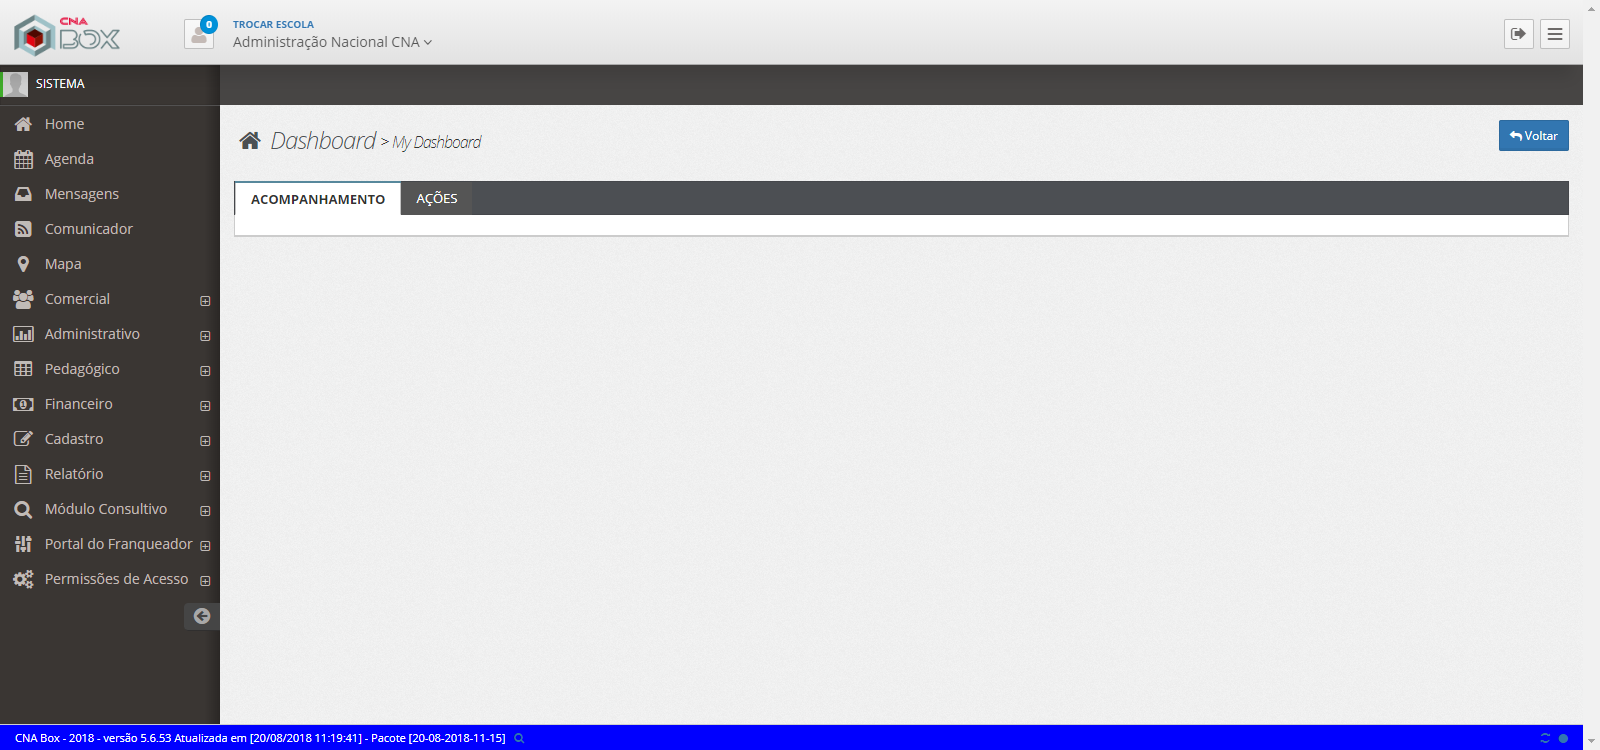 CNA
BOX
0
TROCAR ESCOLA
Administração Nacional CNA
SISTEMA
Home
Agenda
Mensagens
Comunicador
Mapa
Comercial
Administrativo
Pedagógico
Financeiro
Cadastro
Relatório
Módulo Consultivo
Portal do Franqueador
Permissões de Acesso
Dashboard > My Dashboard
Voltar
ACOMPANHAMENTO
AÇÕES
CNA Box - 2018 - versão 5.6.53 Atualizada em [20/08/2018 11:19:41] - Pacote [20-08-2018-11-15]